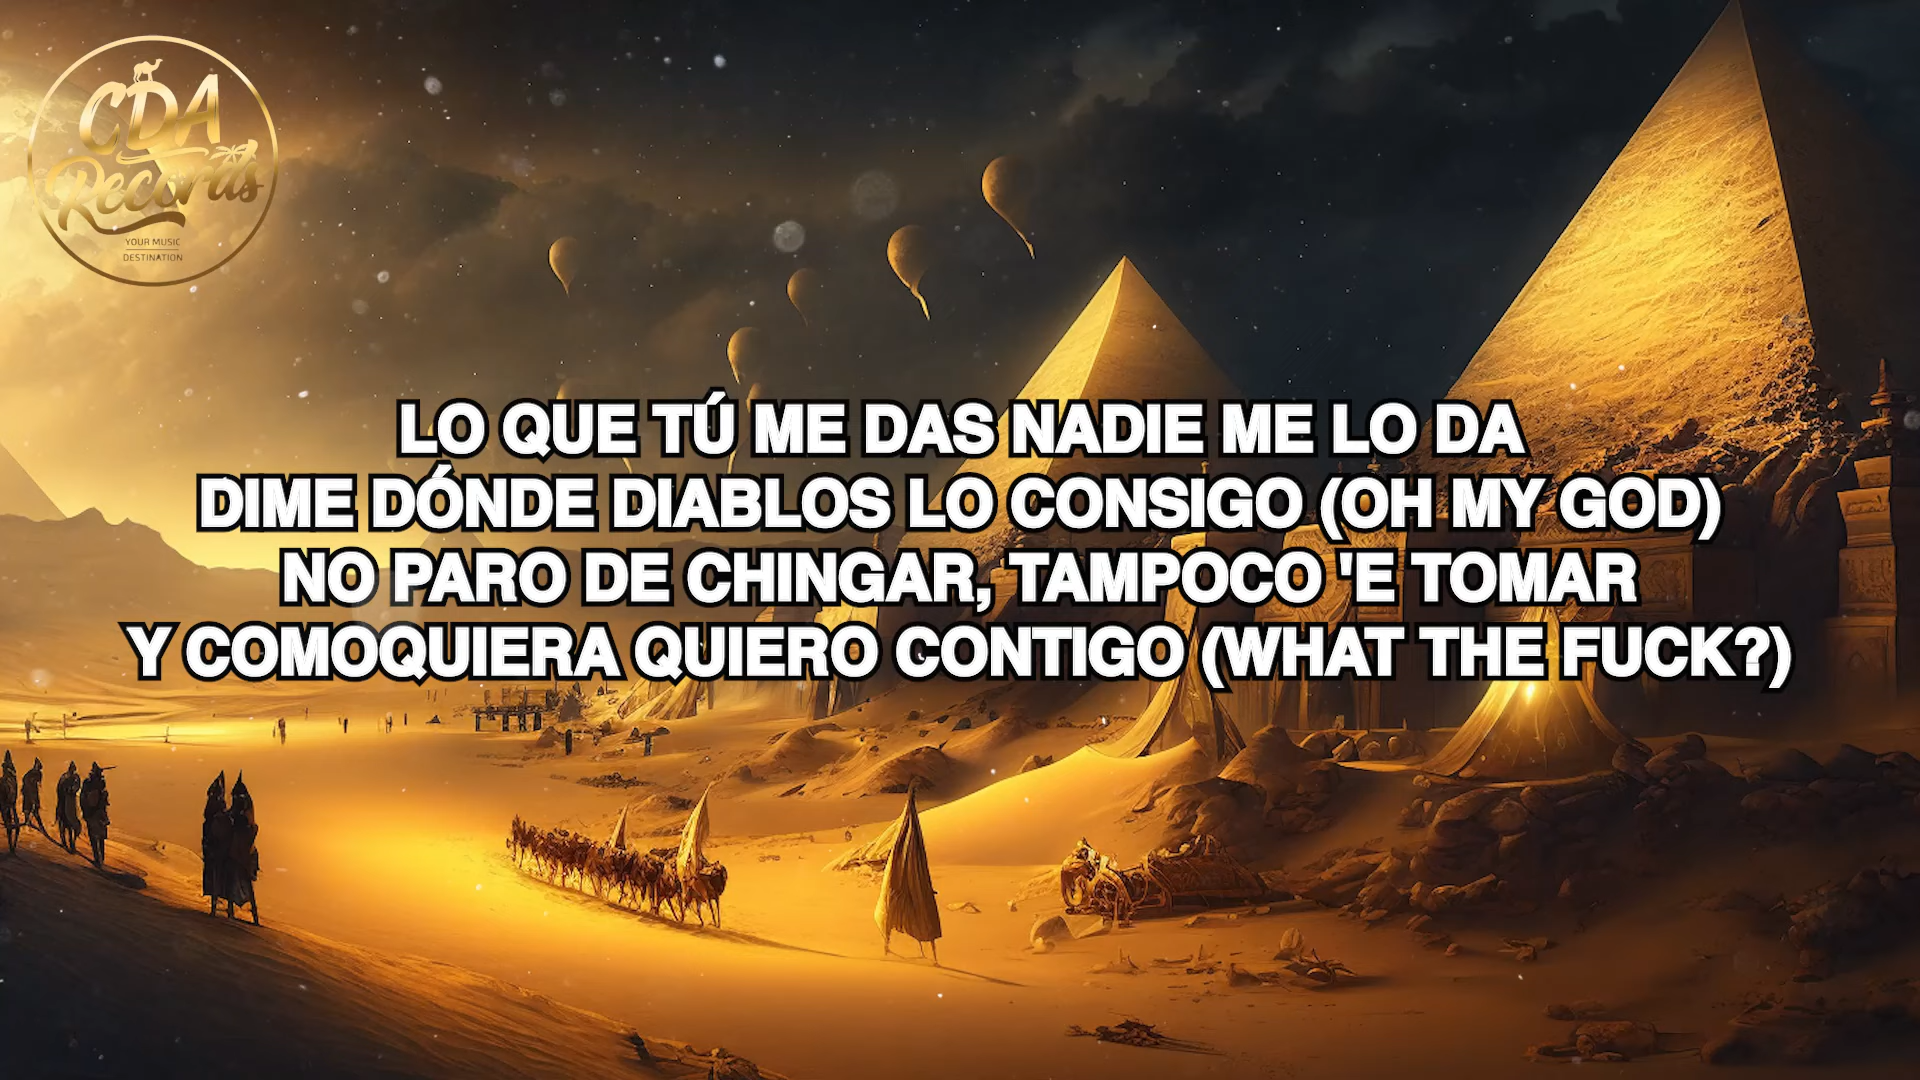 CDA
Records
YOUR MUSIC
DESTINATION
LO QUE TÚ ME DAS NADIE ME LO DA
DIME DÓNDE DIABLOS LO CONSIGO (OH MY GOD)
NO PARO DE CHINGAR, TAMPOCO 'E TOMAR
Y COMOQUIERA QUIERO CONTIGO (WHAT THE FUCK?)